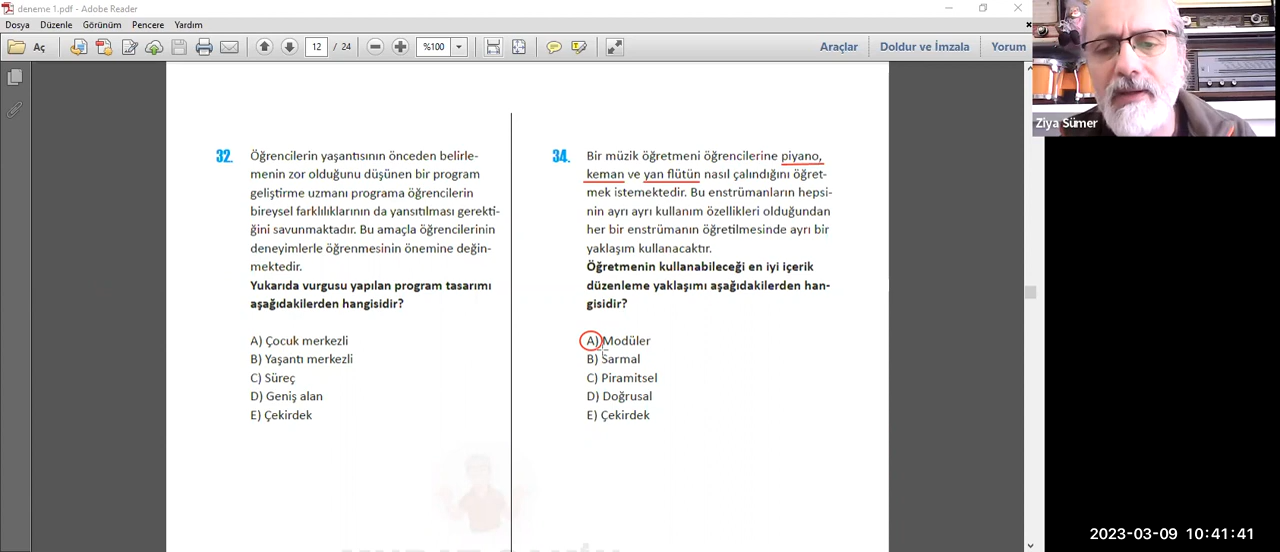 deneme 1.pdf - Adobe Reader
Dosya Düzenle Görünüm Pencere Yardım
Aç 12 / 24 %100 Araçlar Doldur ve İmzala Yorum
Ziya Sümer
32. Öğrencilerin yaşantısının önceden belirle-
menin zor olduğunu düşünen bir program
geliştirme uzmanı programa öğrencilerin
bireysel farklılıklarının da yansıtılması gerekti-
ğini savunmaktadır. Bu amaçla öğrencilerinin
deneyimlerle öğrenmesinin önemine değin-
mektedir.
Yukarıda vurgusu yapılan program tasarımı
aşağıdakilerden hangisidir?
A) Çocuk merkezli
B) Yaşantı merkezli
C) Süreç
D) Geniş alan
E) Çekirdek
34. Bir müzik öğretmeni öğrencilerine piyano,
keman ve yan flütün nasıl çalındığını öğret-
mek istemektedir. Bu enstrümanların hepsi-
nin ayrı ayrı kullanım özellikleri olduğundan
her bir enstrümanın öğretilmesinde ayrı bir
yaklaşım kullanacaktır.
Öğretmenin kullanabileceği en iyi içerik
düzenleme yaklaşımı aşağıdakilerden han-
gisidir?
A) Modüler
B) Sarmal
C) Piramitsel
D) Doğrusal
E) Çekirdek
2023-03-09 10:41:41